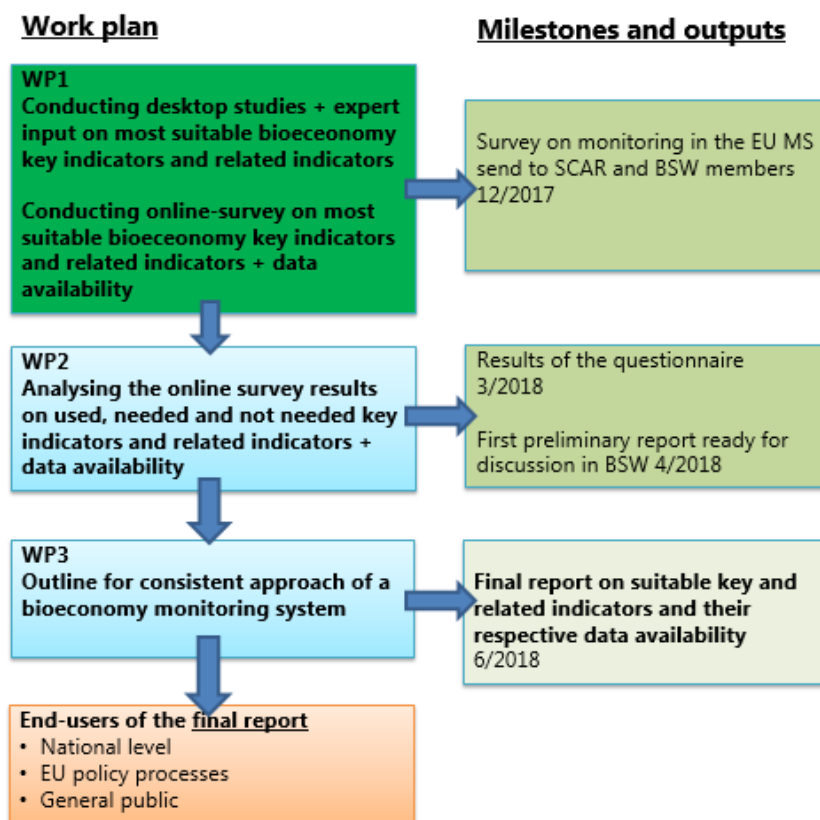 Work plan
WP1
Conducting desktop studies + expert
input on most suitable bioeceonomy
key indicators and related indicators
Conducting online-survey on most
suitable bioeceonomy key indicators
and related indicators + data
availability
WP2
Analysing the online survey results
on used, needed and not needed key
indicators and related indicators +
data availability
WP3
Outline for consistent approach of a
bioeconomy monitoring system
End-users of the final report
• National level
• EU policy processes
• General public
Milestones and outputs
Survey on monitoring in the EU MS
send to SCAR and BSW members
12/2017
Results of the questionnaire
3/2018
First preliminary report ready for
discussion in BSW 4/2018
Final report on suitable key and
related indicators and their
respective data availability
6/2018